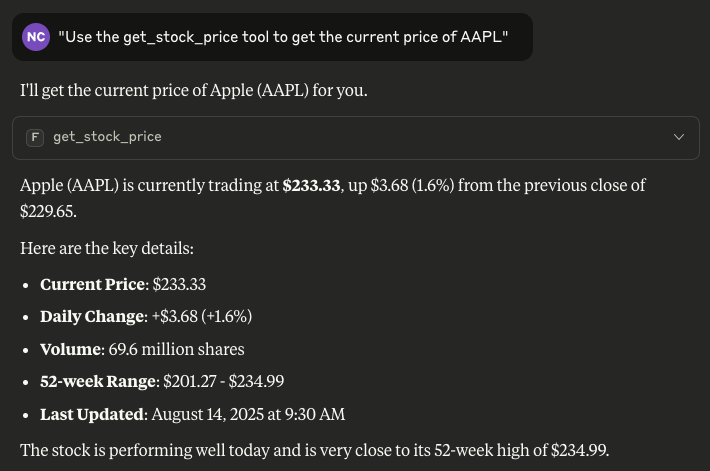 NC "Use the get_stock_price tool to get the current price of AAPL"
I'll get the current price of Apple (AAPL) for you.
F get_stock_price
Apple (AAPL) is currently trading at $233.33, up $3.68 (1.6%) from the previous close of
$229.65.
Here are the key details:
• Current Price: $233.33
• Daily Change: +$3.68 (+1.6%)
• Volume: 69.6 million shares
• 52-week Range: $201.27 - $234.99
• Last Updated: August 14, 2025 at 9:30 AM
The stock is performing well today and is very close to its 52-week high of $234.99.